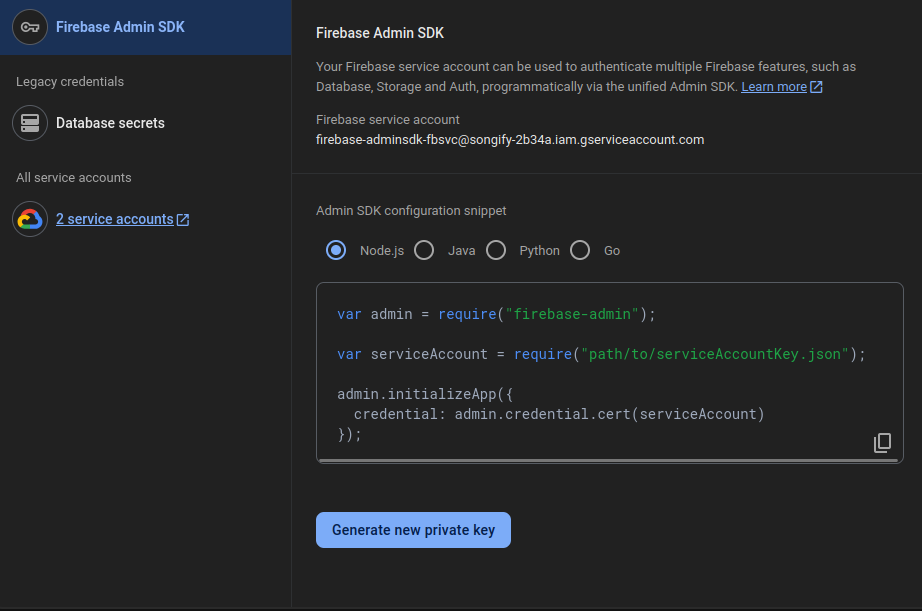 Firebase Admin SDK
Legacy credentials
Database secrets
All service accounts
2 service accounts
Firebase Admin SDK
Your Firebase service account can be used to authenticate multiple Firebase features, such as
Database, Storage and Auth, programmatically via the unified Admin SDK. Learn more
Firebase service account
firebase-adminsdk-fbsvc@songify-2b34a.iam.gserviceaccount.com
Admin SDK configuration snippet
Node.js Java Python Go
var admin = require("firebase-admin");
var serviceAccount = require("path/to/serviceAccountKey.json");
admin.initializeApp({
  credential: admin.credential.cert(serviceAccount)
});
Generate new private key